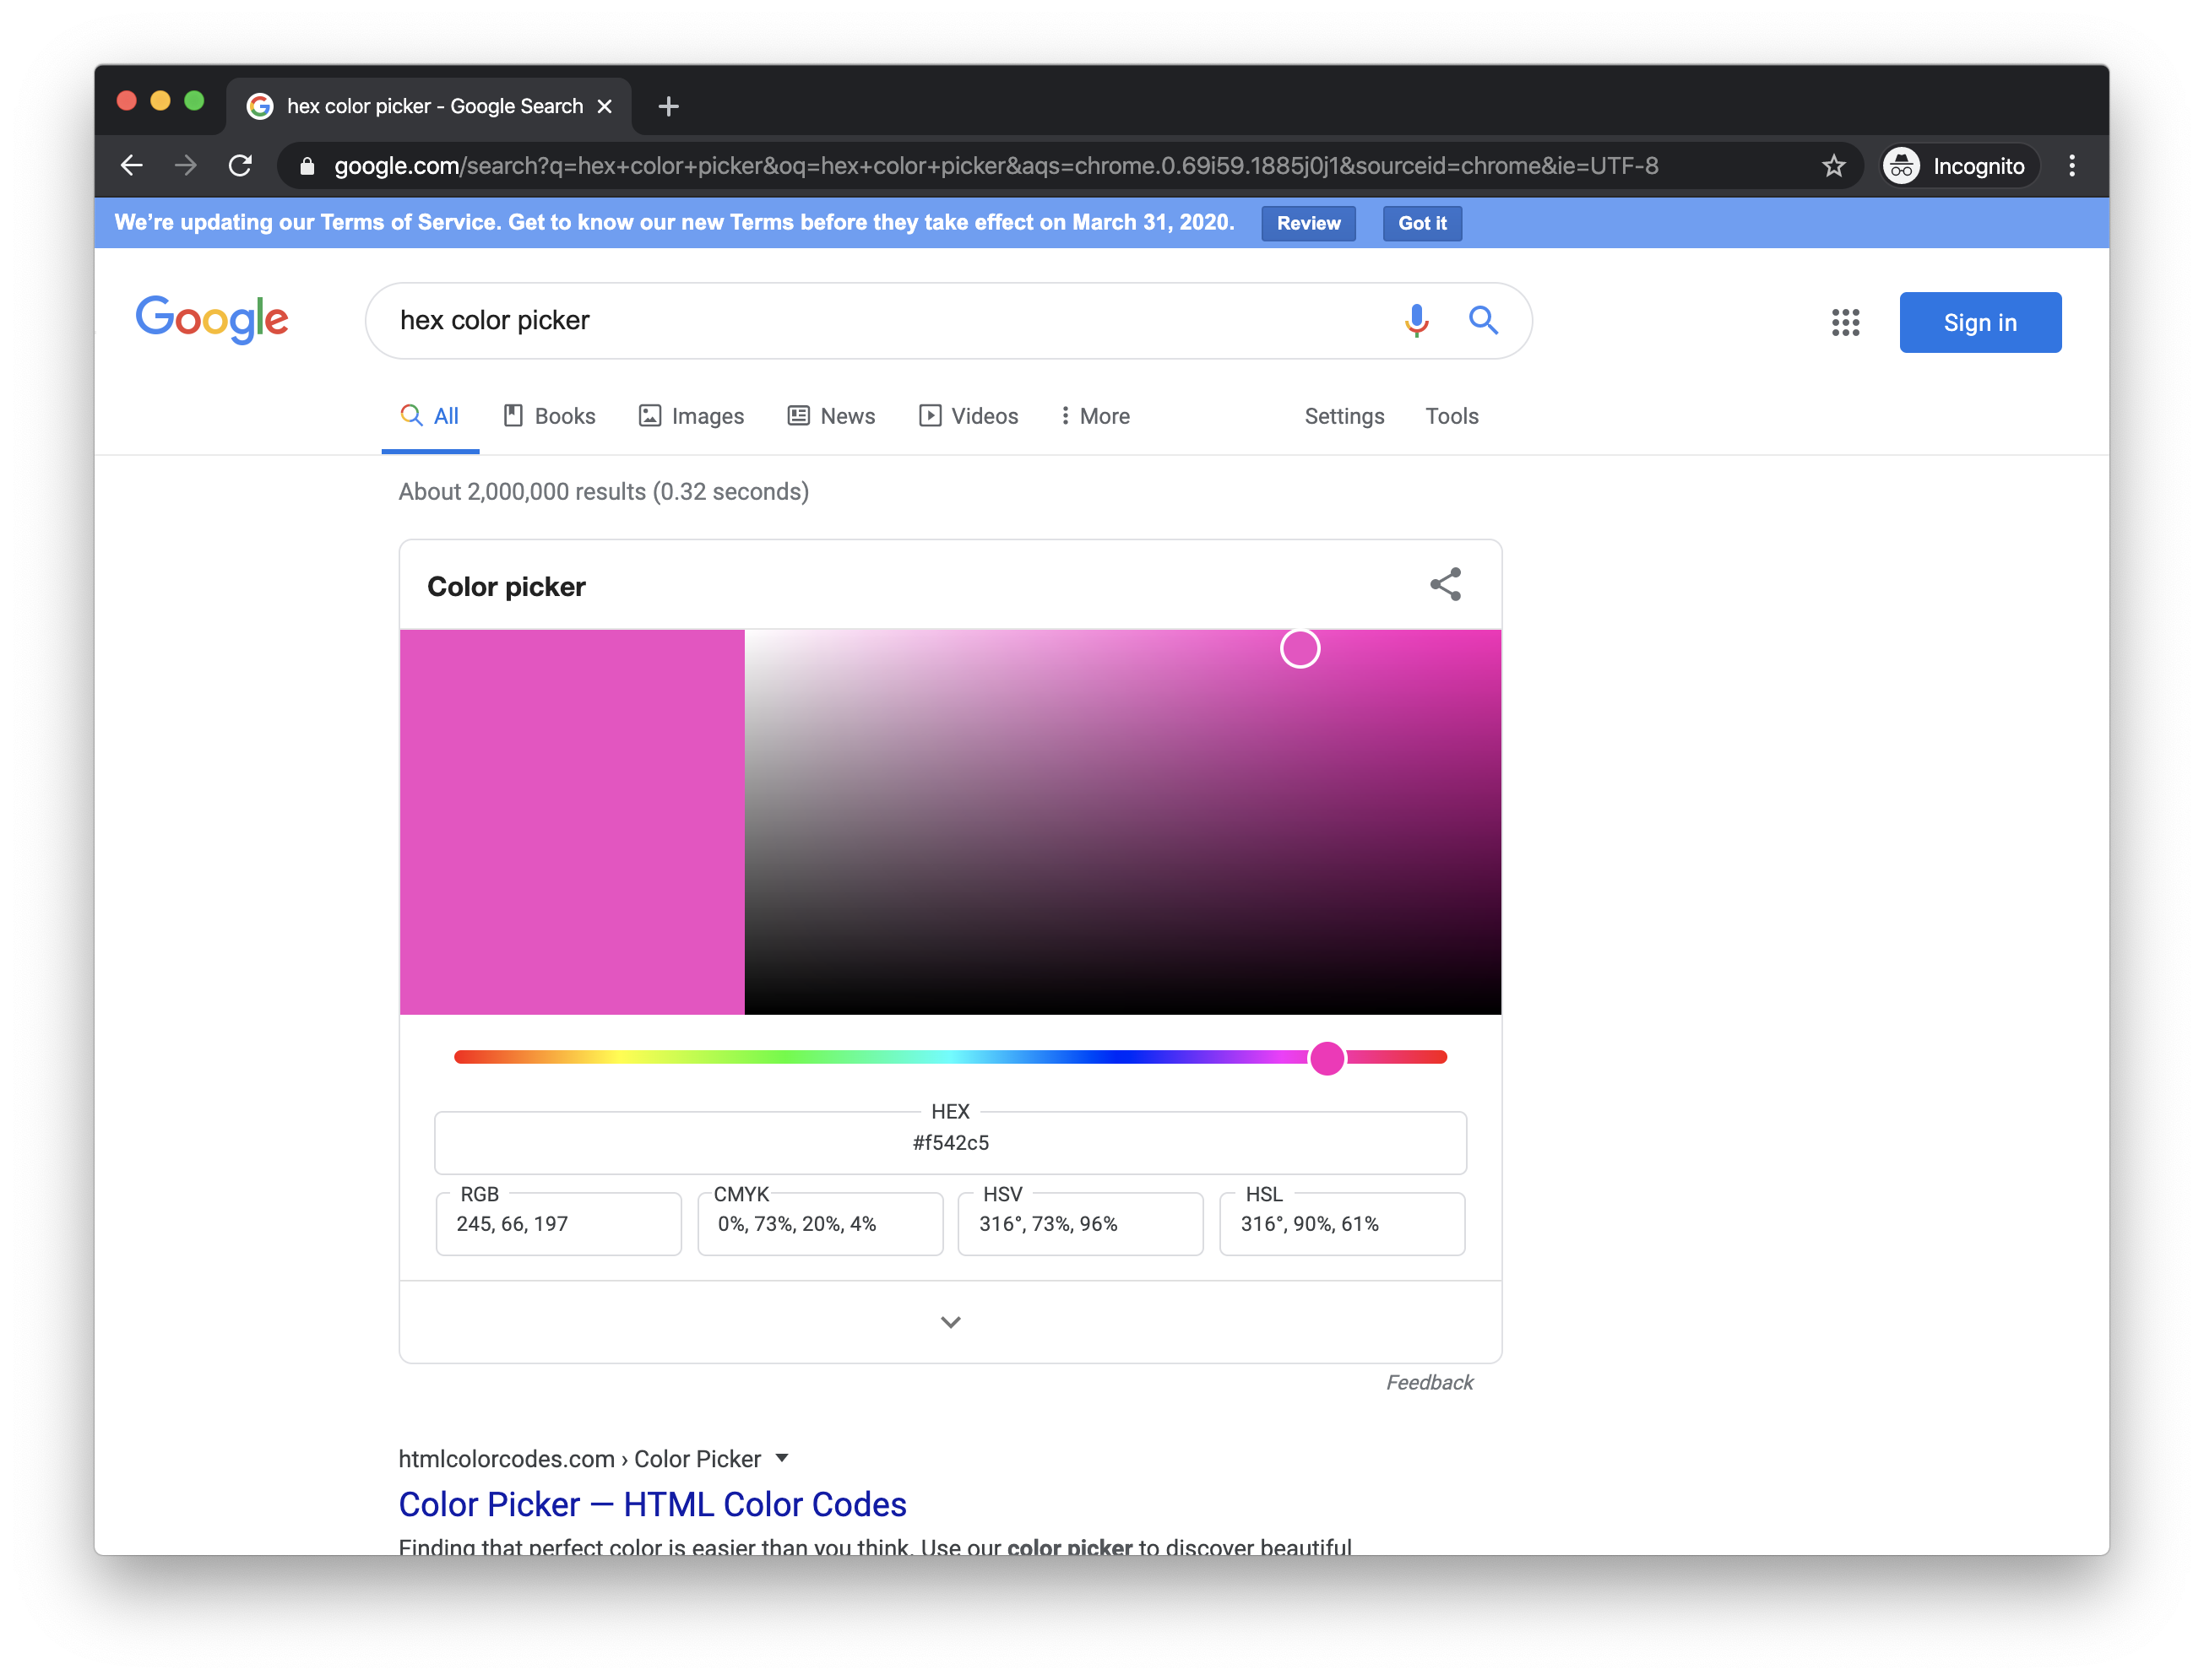 hex color picker - Google Search
google.com/search?q=hex+color+picker&oq=hex+color+picker&aqs=chrome.0.69i59.1885j0j1&sourceid=chrome&ie=UTF-8
Incognito
We’re updating our Terms of Service. Get to know our new Terms before they take effect on March 31, 2020. Review Got it
Google
hex color picker
Sign in
All Books Images News Videos More Settings Tools
About 2,000,000 results (0.32 seconds)
Color picker
HEX
#f542c5
RGB CMYK HSV HSL
245, 66, 197 0%, 73%, 20%, 4% 316°, 73%, 96% 316°, 90%, 61%
Feedback
htmlcolorcodes.com › Color Picker
Color Picker — HTML Color Codes
Finding that perfect color is easier than you think. Use our color picker to discover beautiful